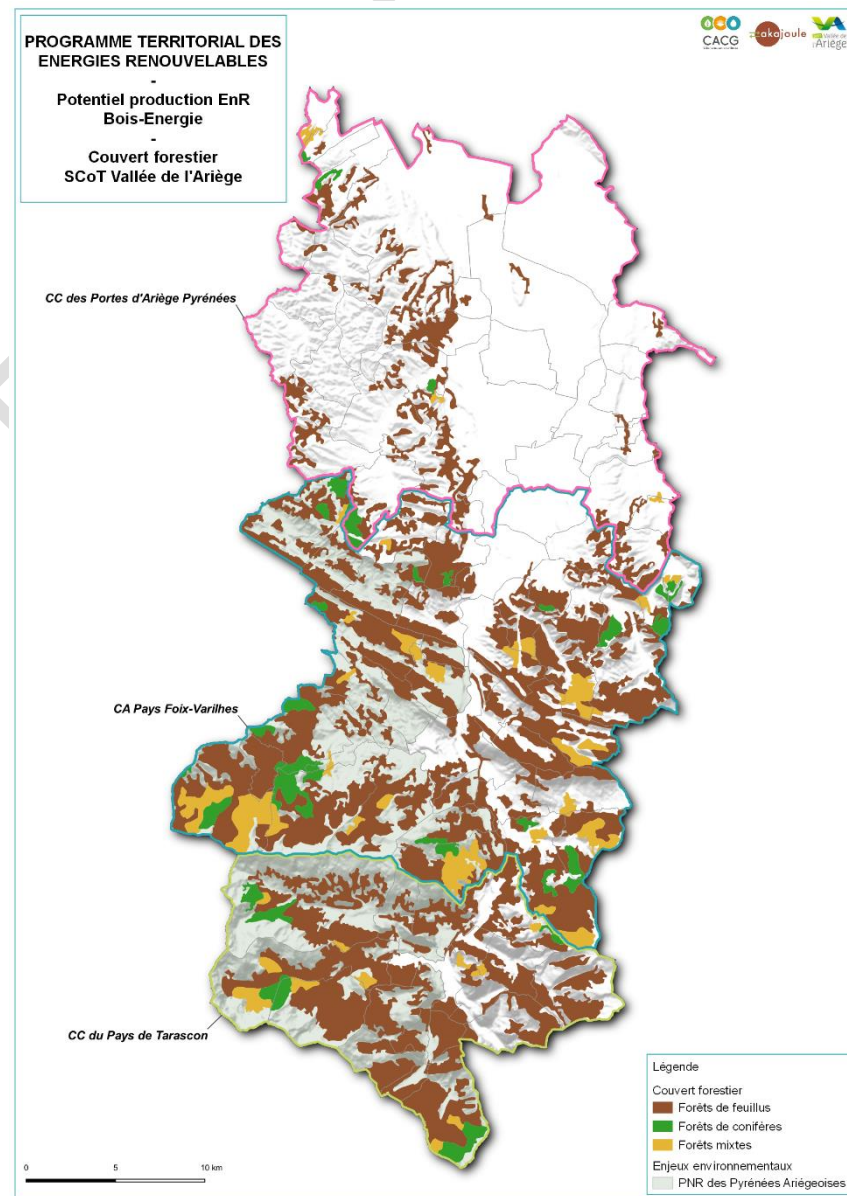 PROGRAMME TERRITORIAL DES
ENERGIES RENOUVELABLES
-
Potentiel production EnR
Bois-Energie
-
Couvert forestier
SCoT Vallée de l'Ariège
CACG
akajoule
Vallée de
l'Ariège
CC des Portes d'Ariège Pyrénées
CA Pays Foix-Varilhes
CC du Pays de Tarascon
0 5 10 km
Légende
Couvert forestier
Forêts de feuillus
Forêts de conifères
Forêts mixtes
Enjeux environnementaux
PNR des Pyrénées Ariégeoises